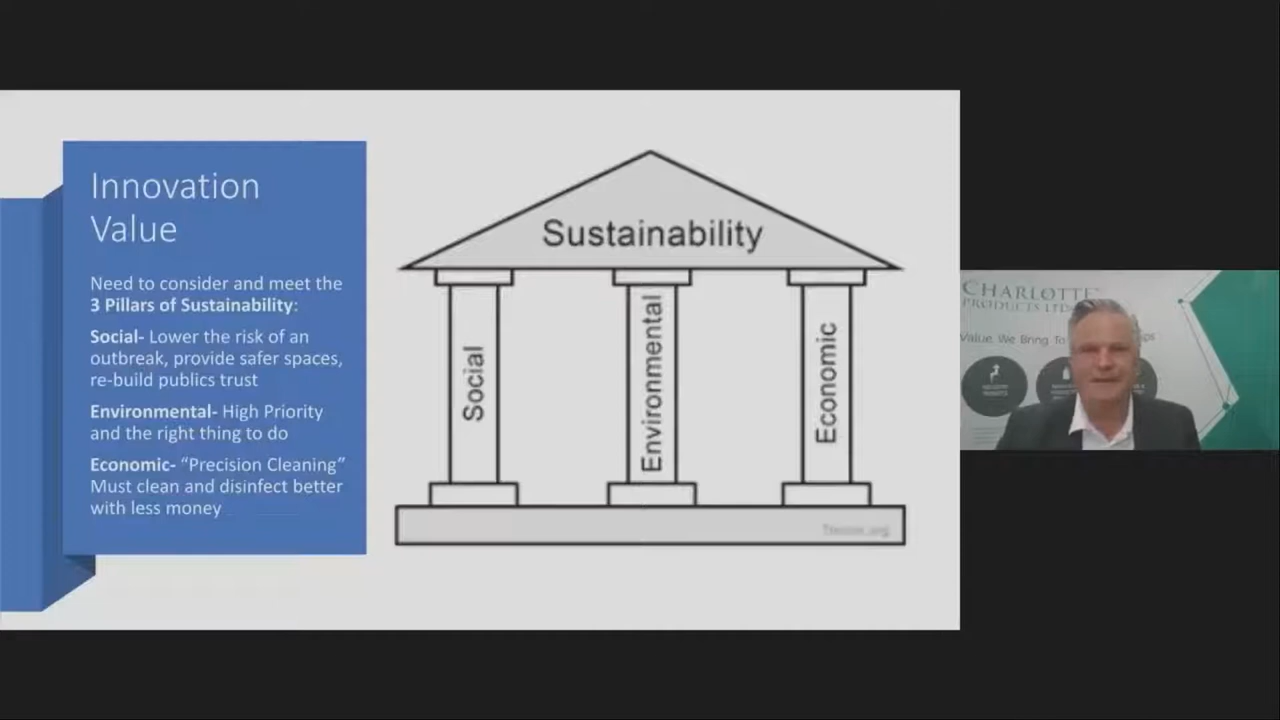 Innovation
Value
Need to consider and meet the
3 Pillars of Sustainability:
Social- Lower the risk of an
outbreak, provide safer spaces,
re-build publics trust
Environmental- High Priority
and the right thing to do
Economic- “Precision Cleaning”
Must clean and disinfect better
with less money
Sustainability
Social
Environmental
Economic
CHARLOTTE
PRODUCTS LTD
Value We Bring To